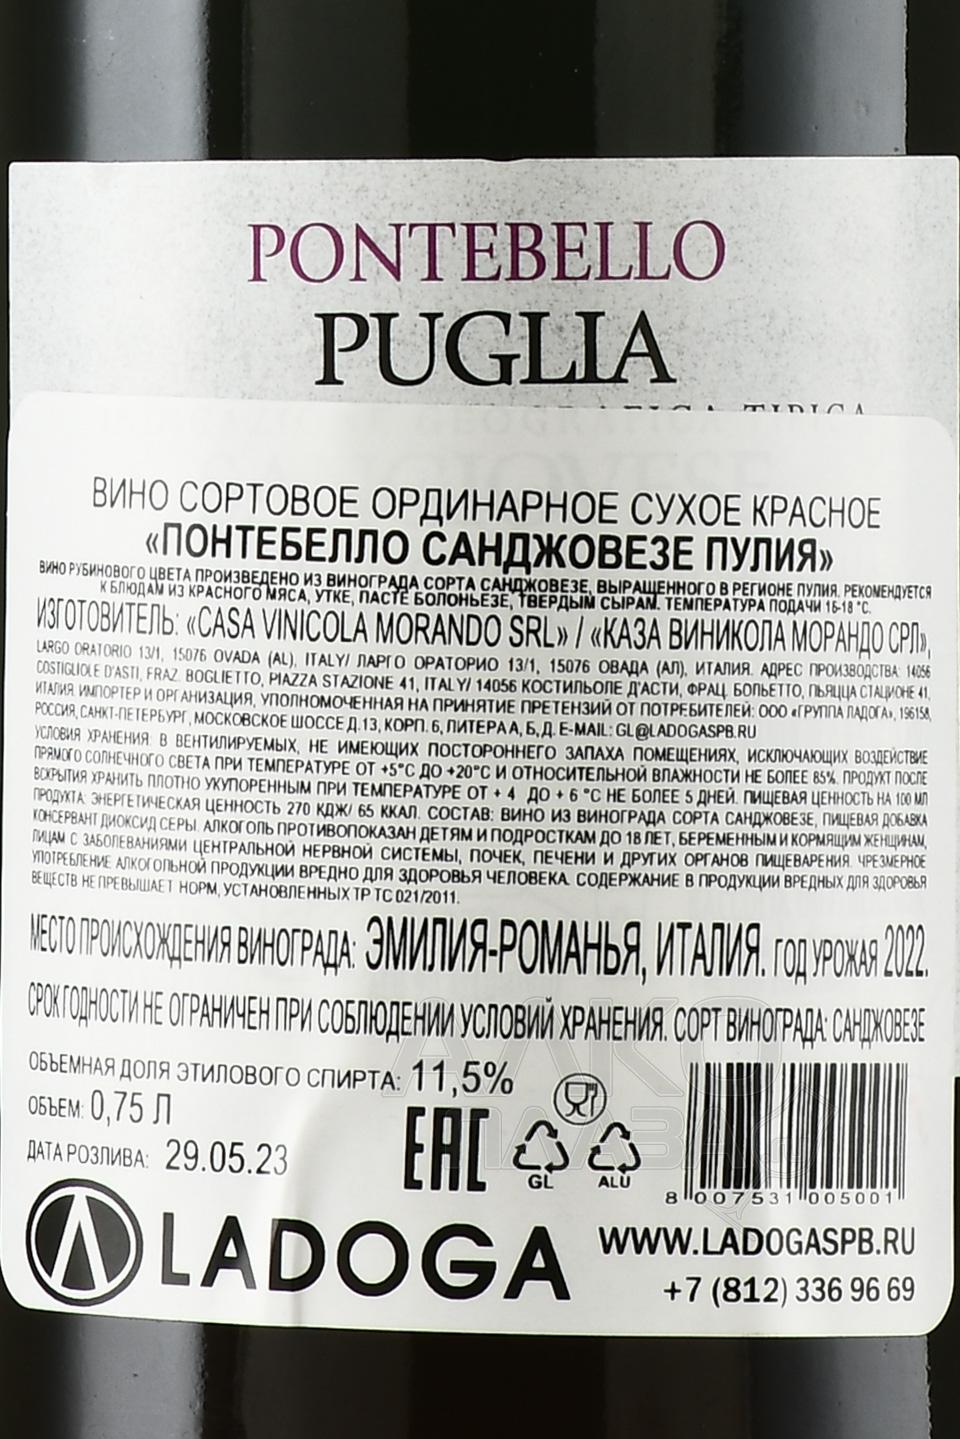 PONTEBELLO
PUGLIA
GEOGRAFICA TIPICA
ВИНО СОРТОВОЕ ОРДИНАРНОЕ СУХОЕ КРАСНОЕ
«ПОНТЕБЕЛЛО САНДЖОВЕЗЕ ПУЛИЯ»
ВИНО РУБИНОВОГО ЦВЕТА ПРОИЗВЕДЕНО ИЗ ВИНОГРАДА СОРТА САНДЖОВЕЗЕ, ВЫРАЩЕННОГО В РЕГИОНЕ ПУЛИЯ. РЕКОМЕНДУЕТСЯ
К БЛЮДАМ ИЗ КРАСНОГО МЯСА, УТКЕ, ПАСТЕ БОЛОНЬЕЗЕ, ТВЕРДЫМ СЫРАМ. ТЕМПЕРАТУРА ПОДАЧИ 16-18 °С.
ИЗГОТОВИТЕЛЬ: «CASA VINICOLA MORANDO SRL» / «КАЗА ВИНИКОЛА МОРАНДО СРЛ»,
LARGO ORATORIO 13/1, 15076 OVADA (AL), ITALY/ ЛАРГО ОРАТОРИО 13/1, 15076 ОВАДА (АЛ), ИТАЛИЯ. АДРЕС ПРОИЗВОДСТВА: 14056
COSTIGLIOLE D'ASTI, FRAZ. BOGLIETTO, PIAZZA STAZIONE 41, ITALY/ 14056 КОСТИЛЬОЛЕ Д'АСТИ, ФРАЦ. БОЛЬЕТТО, ПЬЯЦЦА СТАЦИОНЕ 41,
ИТАЛИЯ. ИМПОРТЕР И ОРГАНИЗАЦИЯ, УПОЛНОМОЧЕННАЯ НА ПРИНЯТИЕ ПРЕТЕНЗИЙ ОТ ПОТРЕБИТЕЛЕЙ: ООО «ГРУППА ЛАДОГА», 196158,
РОССИЯ, САНКТ-ПЕТЕРБУРГ, МОСКОВСКОЕ ШОССЕ Д.13, КОРП. 6, ЛИТЕРА А, Б, Д. E-MAIL: GL@LADOGASPB.RU
УСЛОВИЯ ХРАНЕНИЯ: В ВЕНТИЛИРУЕМЫХ, НЕ ИМЕЮЩИХ ПОСТОРОННЕГО ЗАПАХА ПОМЕЩЕНИЯХ, ИСКЛЮЧАЮЩИХ ВОЗДЕЙСТВИЕ
ПРЯМОГО СОЛНЕЧНОГО СВЕТА ПРИ ТЕМПЕРАТУРЕ ОТ +5°С ДО +20°С И ОТНОСИТЕЛЬНОЙ ВЛАЖНОСТИ НЕ БОЛЕЕ 85%. ПРОДУКТ ПОСЛЕ
ВСКРЫТИЯ ХРАНИТЬ ПЛОТНО УКУПОРЕННЫМ ПРИ ТЕМПЕРАТУРЕ ОТ + 4 ДО + 6 °С НЕ БОЛЕЕ 5 ДНЕЙ. ПИЩЕВАЯ ЦЕННОСТЬ НА 100 МЛ
ПРОДУКТА: ЭНЕРГЕТИЧЕСКАЯ ЦЕННОСТЬ 270 КДЖ/ 65 ККАЛ. СОСТАВ: ВИНО ИЗ ВИНОГРАДА СОРТА САНДЖОВЕЗЕ, ПИЩЕВАЯ ДОБАВКА
КОНСЕРВАНТ ДИОКСИД СЕРЫ. АЛКОГОЛЬ ПРОТИВОПОКАЗАН ДЕТЯМ И ПОДРОСТКАМ ДО 18 ЛЕТ, БЕРЕМЕННЫМ И КОРМЯЩИМ ЖЕНЩИНАМ,
ЛИЦАМ С ЗАБОЛЕВАНИЯМИ ЦЕНТРАЛЬНОЙ НЕРВНОЙ СИСТЕМЫ, ПОЧЕК, ПЕЧЕНИ И ДРУГИХ ОРГАНОВ ПИЩЕВАРЕНИЯ. ЧРЕЗМЕРНОЕ
УПОТРЕБЛЕНИЕ АЛКОГОЛЬНОЙ ПРОДУКЦИИ ВРЕДНО ДЛЯ ЗДОРОВЬЯ ЧЕЛОВЕКА. СОДЕРЖАНИЕ В ПРОДУКЦИИ ВРЕДНЫХ ДЛЯ ЗДОРОВЬЯ
ВЕЩЕСТВ НЕ ПРЕВЫШАЕТ НОРМ, УСТАНОВЛЕННЫХ ТР ТС 021/2011.
МЕСТО ПРОИСХОЖДЕНИЯ ВИНОГРАДА: ЭМИЛИЯ-РОМАНЬЯ, ИТАЛИЯ. ГОД УРОЖАЯ 2022.
СРОК ГОДНОСТИ НЕ ОГРАНИЧЕН ПРИ СОБЛЮДЕНИИ УСЛОВИЙ ХРАНЕНИЯ. СОРТ ВИНОГРАДА: САНДЖОВЕЗЕ
ОБЪЕМНАЯ ДОЛЯ ЭТИЛОВОГО СПИРТА: 11,5%
ОБЪЕМ: 0,75 Л
ДАТА РОЗЛИВА: 29.05.23
EAC
GL
ALU
8 007531 005001
LADOGA
WWW.LADOGASPB.RU
+7 (812) 336 96 69